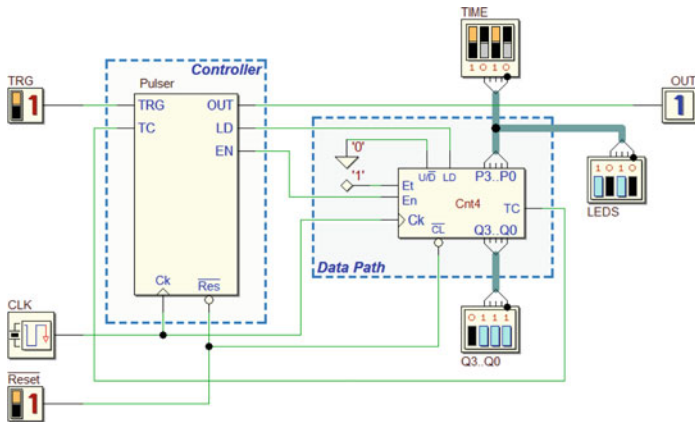 TIME
1 0 1 0
Controller
TRG
1
Pulser
TRG
OUT
TC
LD
EN
Ck
Res
OUT
1
'0'
'1'
U/D
LD
P3..P0
Et
En
Cnt4
TC
Ck
CL
Q3..Q0
Data Path
1 0 1 0
LEDS
CLK
0 1 1 1
Q3..Q0
Reset
1